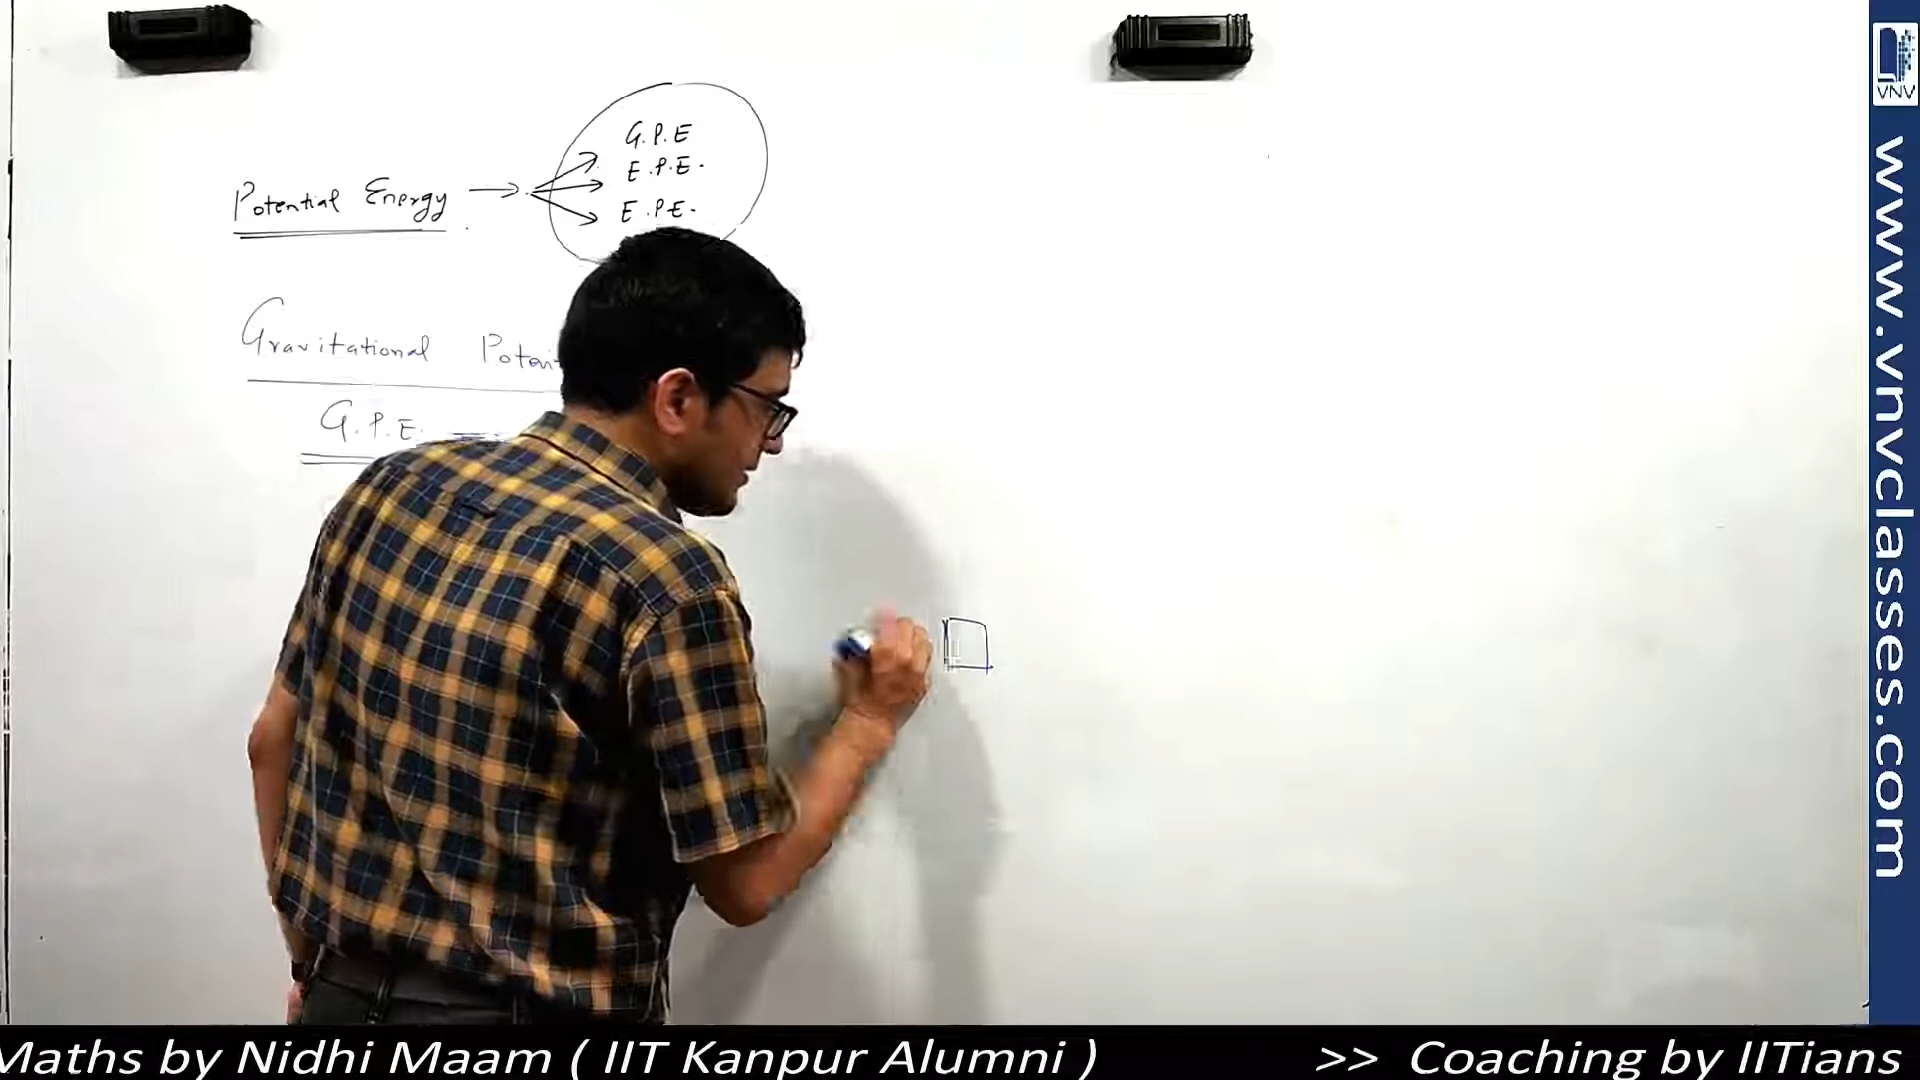 G.P.E
E.P.E.
Potential Energy
E.P.E.
Gravitational
G.P.E. =
VNV
www.vnvclasses.com
Maths by Nidhi Maam ( IIT Kanpur Alumni ) >> Coaching by IITians